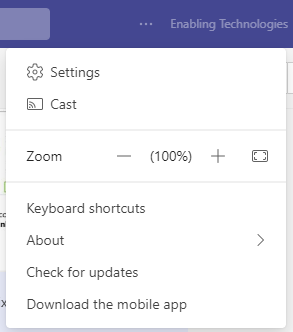 ... Enabling Technologies
Settings
Cast
Zoom — (100%) +
Keyboard shortcuts
About >
Check for updates
Download the mobile app